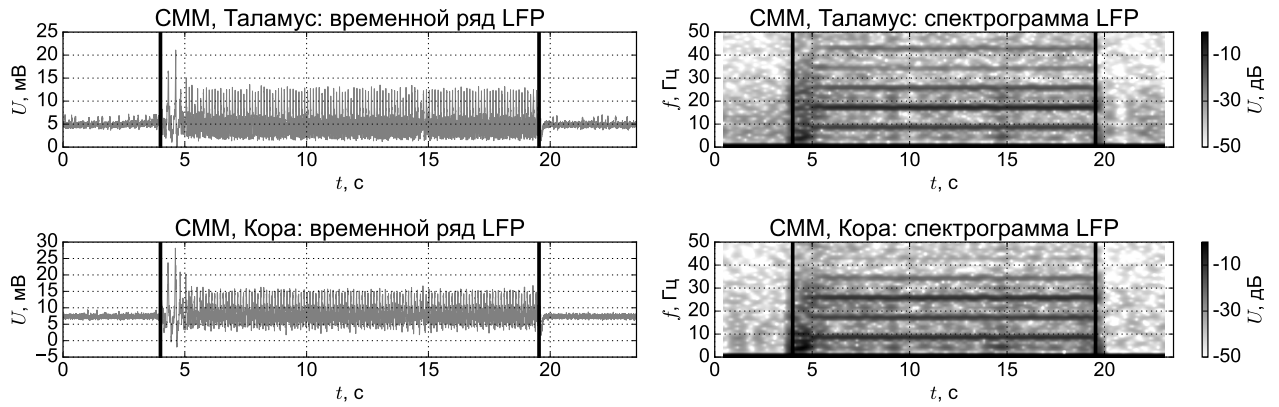 СММ, Таламус: временной ряд LFP
U, мВ
25
20
15
10
5
0
0 5 10 15 20
t, с
СММ, Таламус: спектрограмма LFP
f, Гц
50
40
30
20
10
0
0 5 10 15 20
t, с
-10
-30
-50
U, дБ
СММ, Кора: временной ряд LFP
U, мВ
30
25
20
15
10
5
0
−5
0 5 10 15 20
t, с
СММ, Кора: спектрограмма LFP
f, Гц
50
40
30
20
10
0
0 5 10 15 20
t, с
-10
-30
-50
U, дБ